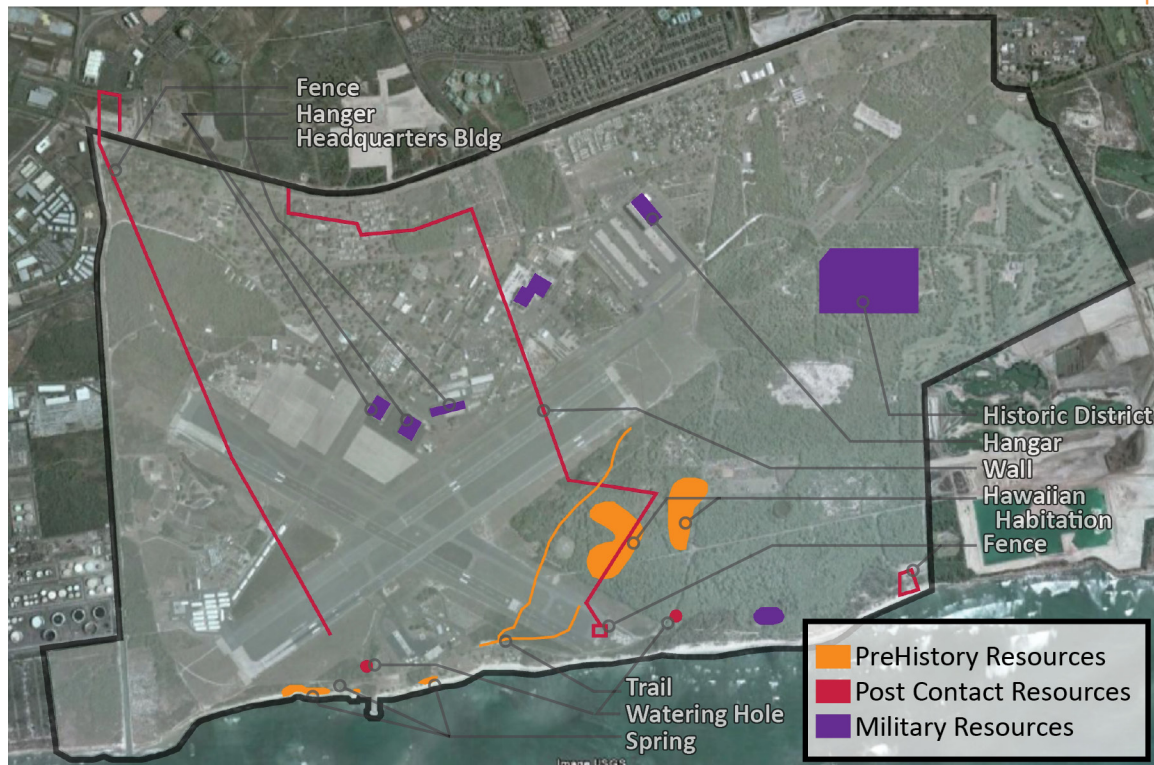 Fence
Hanger
Headquarters Bldg
Historic District
Hangar
Wall
Hawaiian
Habitation
Fence
Trail
Watering Hole
Spring
PreHistory Resources
Post Contact Resources
Military Resources
Image USGS